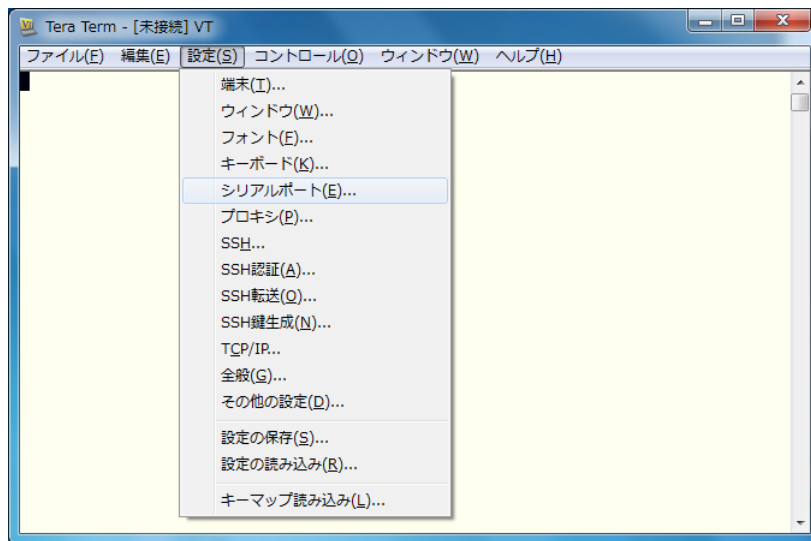 Tera Term - [未接続] VT
ファイル(F) 編集(E) 設定(S) コントロール(O) ウィンドウ(W) ヘルプ(H)
端末(T)...
ウィンドウ(W)...
フォント(F)...
キーボード(K)...
シリアルポート(E)...
プロキシ(P)...
SSH...
SSH認証(A)...
SSH転送(O)...
SSH鍵生成(N)...
TCP/IP...
全般(G)...
その他の設定(D)...
設定の保存(S)...
設定の読み込み(R)...
キーマップ読み込み(L)...